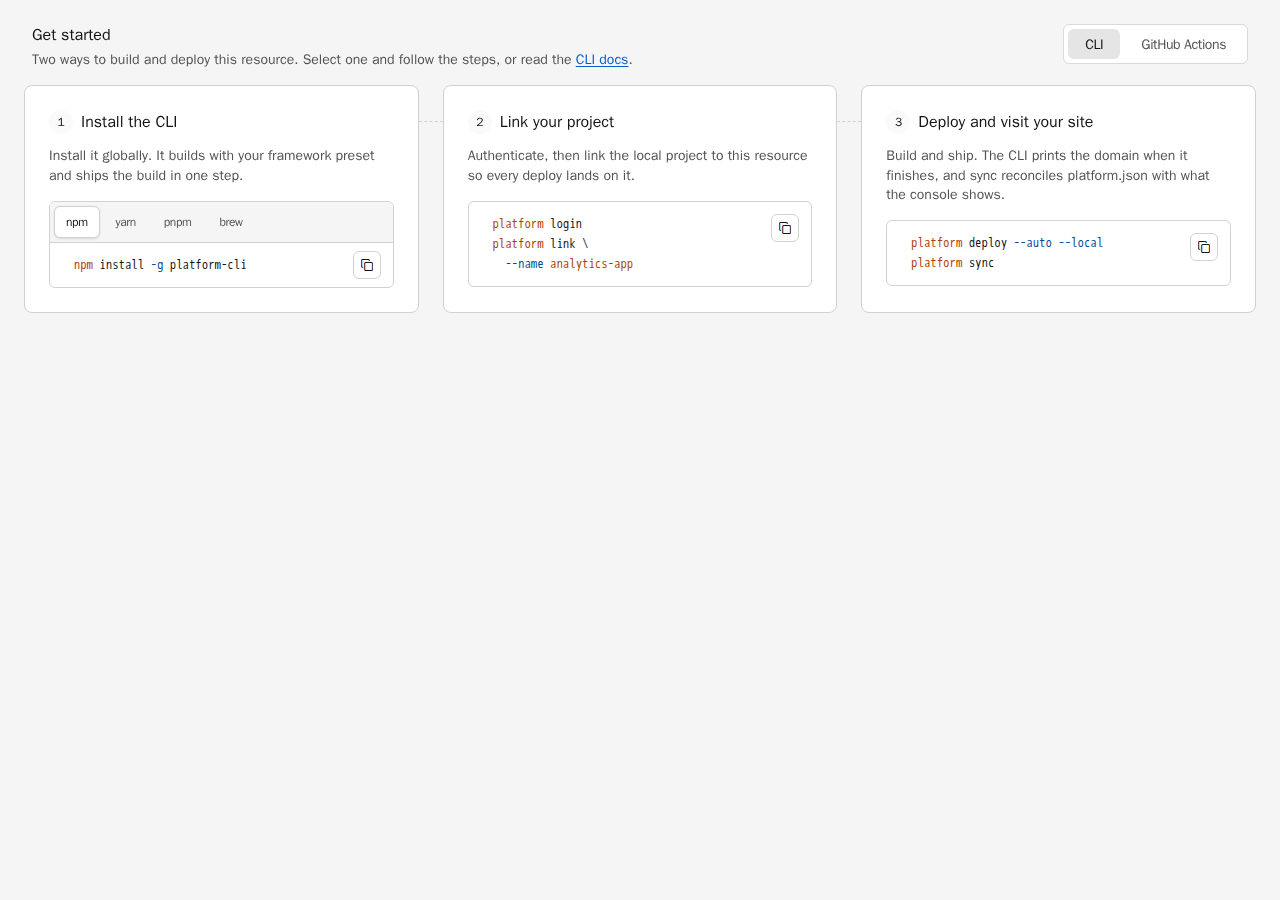 Get started
Two ways to build and deploy this resource. Select one and follow the steps, or read the CLI docs.
CLI
GitHub Actions
1 Install the CLI
Install it globally. It builds with your framework preset
and ships the build in one step.
npm yarn pnpm brew
npm install -g platform-cli
2 Link your project
Authenticate, then link the local project to this resource
so every deploy lands on it.
platform login
platform link \
--name analytics-app
3 Deploy and visit your site
Build and ship. The CLI prints the domain when it
finishes, and sync reconciles platform.json with what
the console shows.
platform deploy --auto --local
platform sync